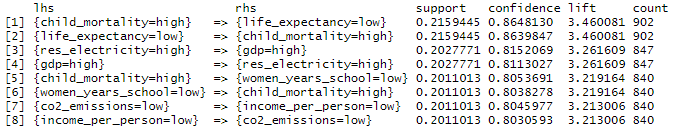 lhs rhs support confidence lift count
[1] {child_mortality=high} => {life_expectancy=low} 0.2159445 0.8648130 3.460081 902
[2] {life_expectancy=low} => {child_mortality=high} 0.2159445 0.8639847 3.460081 902
[3] {res_electricity=high} => {gdp=high} 0.2027771 0.8152069 3.261609 847
[4] {gdp=high} => {res_electricity=high} 0.2027771 0.8113027 3.261609 847
[5] {child_mortality=high} => {women_years_school=low} 0.2011013 0.8053691 3.219164 840
[6] {women_years_school=low} => {child_mortality=high} 0.2011013 0.8038278 3.219164 840
[7] {co2_emissions=low} => {income_per_person=low} 0.2011013 0.8045977 3.213006 840
[8] {income_per_person=low} => {co2_emissions=low} 0.2011013 0.8030593 3.213006 840